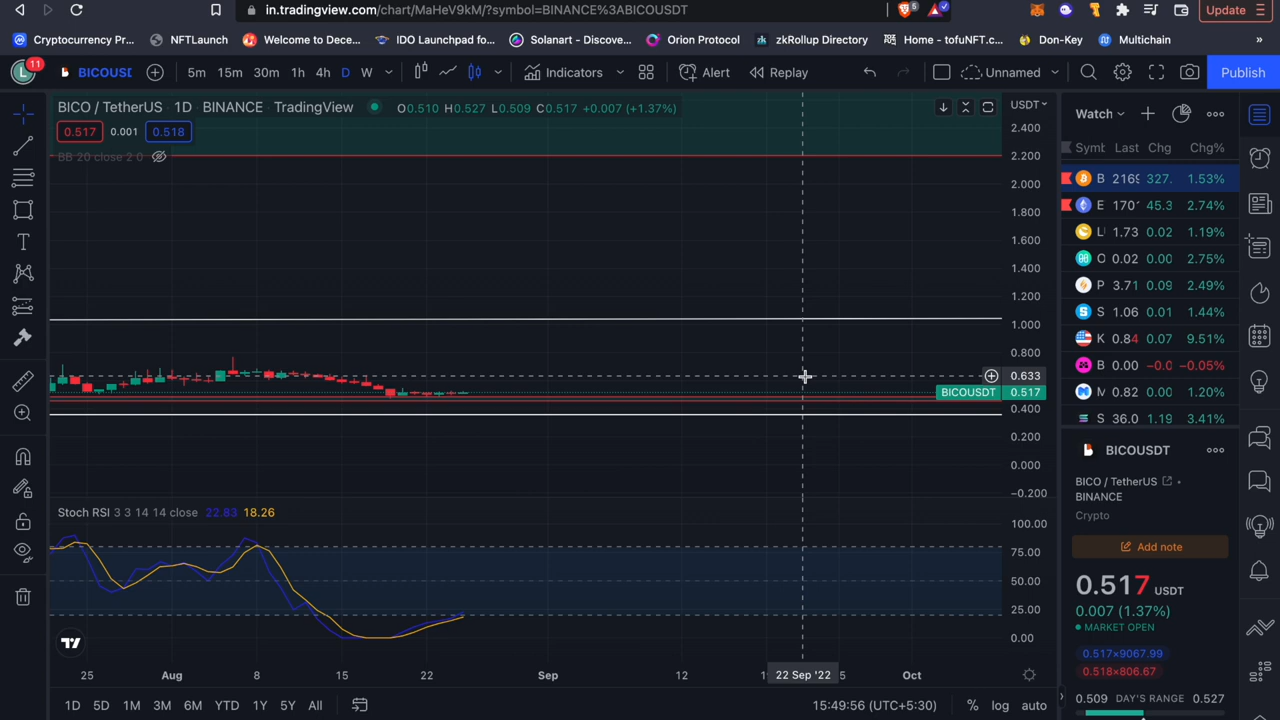 in.tradingview.com/chart/MaHeV9kM/?symbol=BINANCE%3ABICOUSDT
5
Update
Cryptocurrency Pr...
NFTLaunch
Welcome to Dece...
IDO Launchpad fo...
Solanart - Discove...
Orion Protocol
zkRollup Directory
Home - tofuNFT.c...
Don-Key
Multichain
»
L
11
BICOUSD
5m 15m 30m 1h 4h D W
Indicators
Alert
Replay
Unnamed
Publish
BICO / TetherUS · 1D · BINANCE · TradingView
O0.510 H0.527 L0.509 C0.517 +0.007 (+1.37%)
0.517 0.001 0.518
BB 20 close 2 0
USDT
2.400
2.200
2.000
1.800
1.600
1.400
1.200
1.000
0.800
0.633
BICOUSDT 0.517
0.400
0.200
0.000
−0.200
Stoch RSI 3 3 14 14 close 22.83 18.26
100.00
75.00
50.00
25.00
0.00
25 Aug 8 15 22 Sep 12 22 Sep '22 5 Oct
1D 5D 1M 3M 6M YTD 1Y 5Y All
15:49:56 (UTC+5:30)
% log auto
Watch
Symb Last Chg Chg%
B 2169 327. 1.53%
E 1701 45.3 2.74%
L 1.73 0.02 1.19%
O 0.02 0.00 2.75%
P 3.71 0.09 2.49%
S 1.06 0.01 1.44%
K 0.84 0.07 9.51%
B 0.00 −0.0 −0.05%
M 0.82 0.00 1.20%
S 36.0 1.19 3.41%
BICOUSDT
BICO / TetherUS
BINANCE
Crypto
Add note
0.517 USDT
0.007 (1.37%)
MARKET OPEN
0.517×9067.99
0.518×806.67
0.509 DAY'S RANGE 0.527